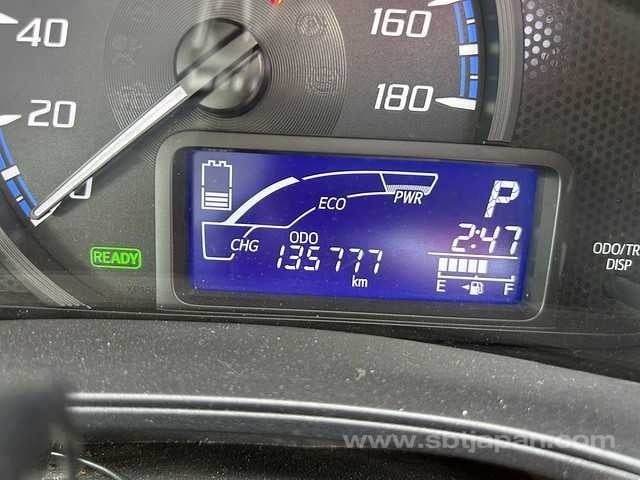 40
20
0
160
180
ECO
PWR
CHG
P
2:47
ODO
135777
km
E
F
READY
ODO/TR
DISP
www.sbtjapan.com